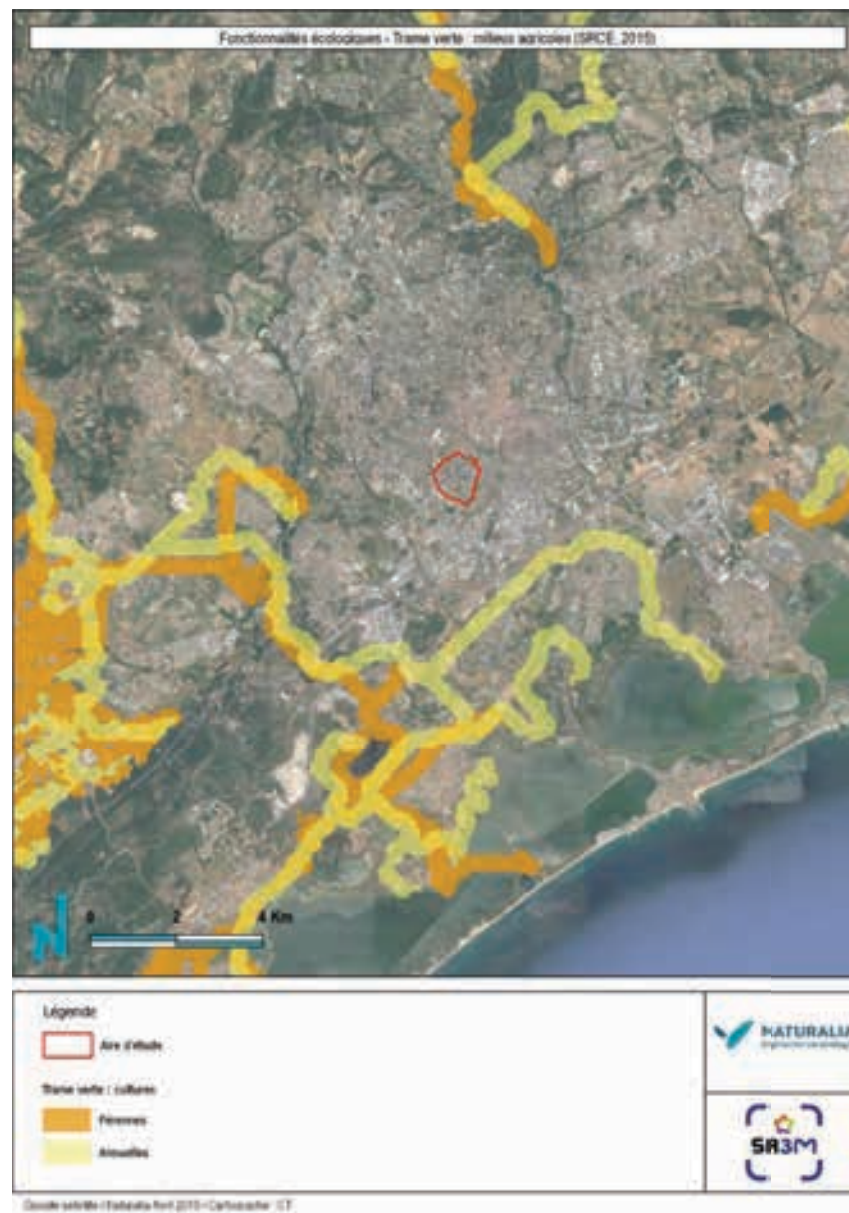 Fonctionnalités écologiques - Trame verte : milieux agricoles (SRCE, 2015)
0 2 4 Km
Légende
Aire d'étude
Trame verte : cultures
Pérennes
Annuelles
NATURALIA
SA3M